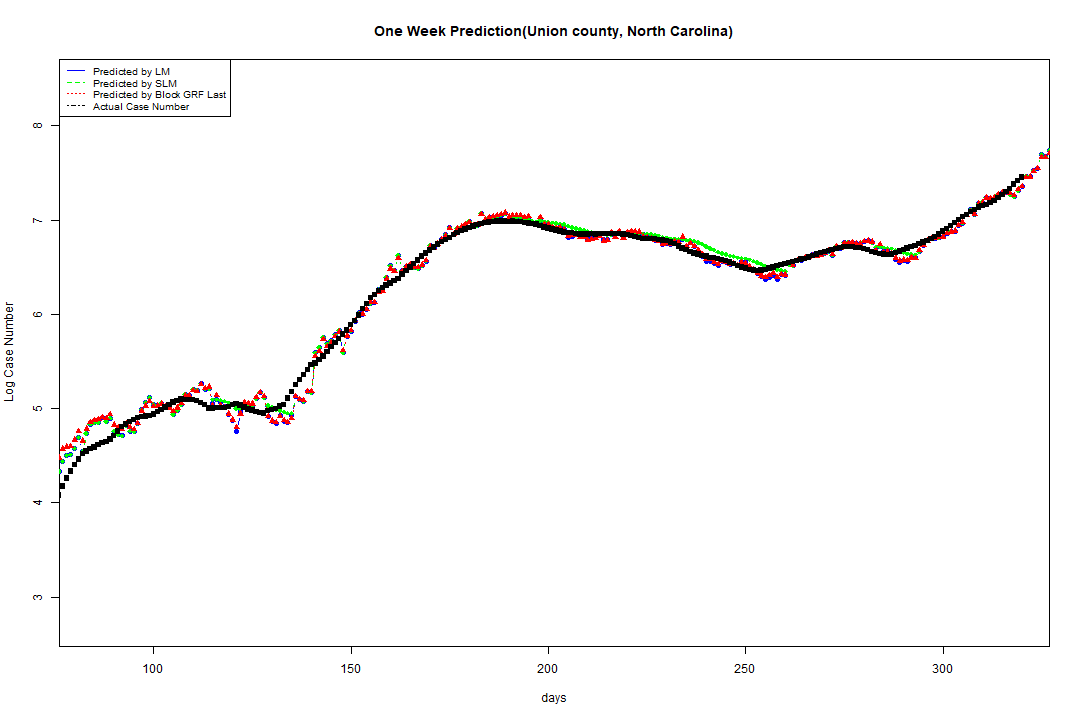 One Week Prediction(Union county, North Carolina)
Predicted by LM
Predicted by SLM
Predicted by Block GRF Last
Actual Case Number
8
7
6
5
4
3
Log Case Number
100 150 200 250 300
days